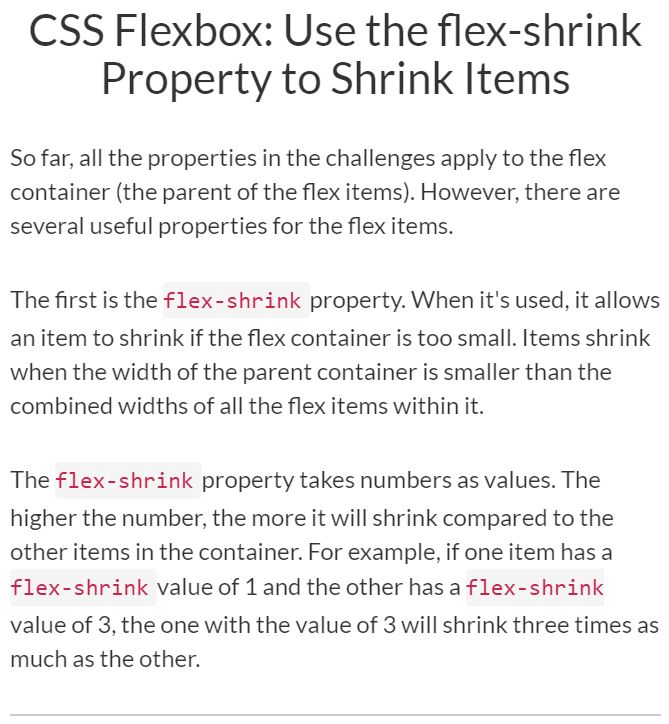 CSS Flexbox: Use the flex-shrink
Property to Shrink Items
So far, all the properties in the challenges apply to the flex
container (the parent of the flex items). However, there are
several useful properties for the flex items.
The first is the flex-shrink property. When it's used, it allows
an item to shrink if the flex container is too small. Items shrink
when the width of the parent container is smaller than the
combined widths of all the flex items within it.
The flex-shrink property takes numbers as values. The
higher the number, the more it will shrink compared to the
other items in the container. For example, if one item has a
flex-shrink value of 1 and the other has a flex-shrink
value of 3, the one with the value of 3 will shrink three times as
much as the other.